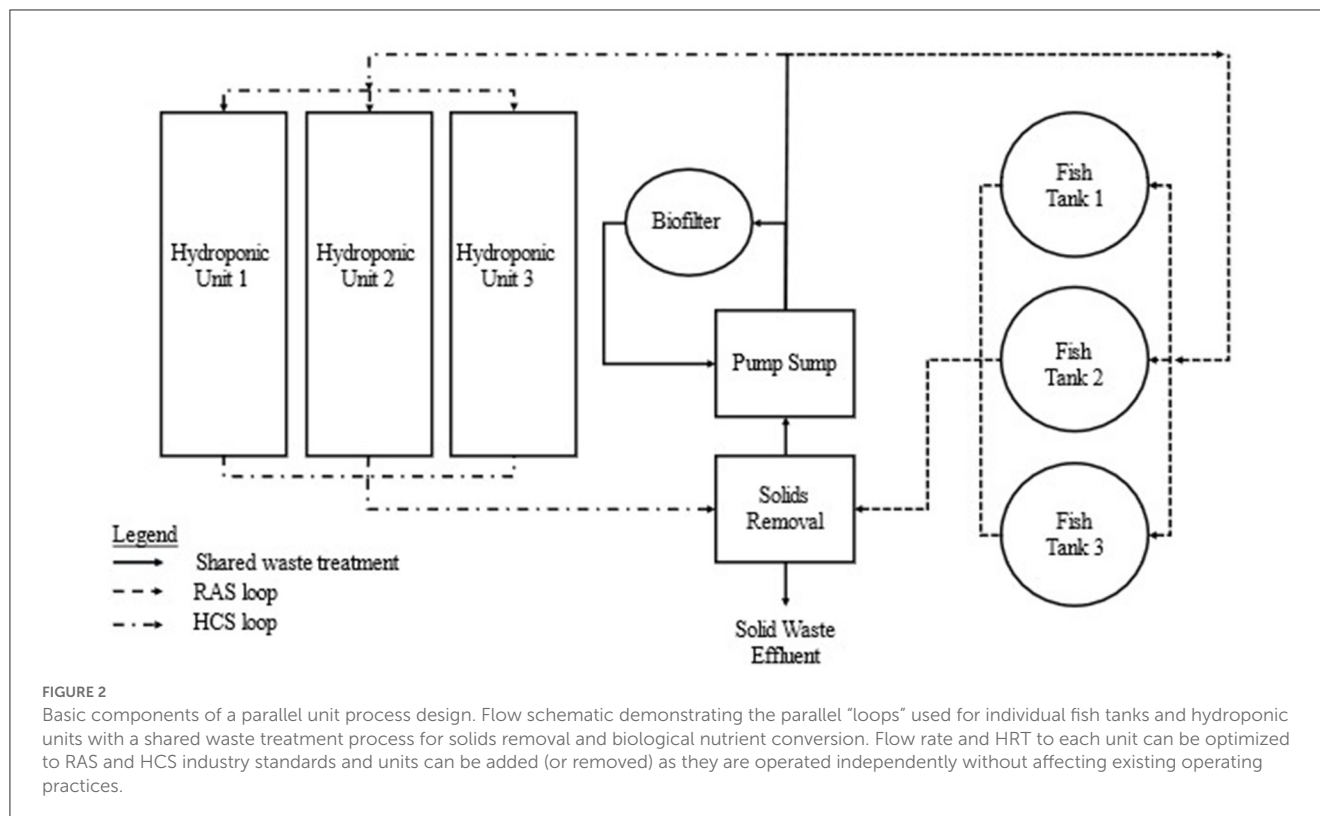 Hydroponic
Unit 1
Hydroponic
Unit 2
Hydroponic
Unit 3
Biofilter
Pump Sump
Solids
Removal
Solid Waste
Effluent
Fish
Tank 1
Fish
Tank 2
Fish
Tank 3
Legend
Shared waste treatment
RAS loop
HCS loop
FIGURE 2
Basic components of a parallel unit process design. Flow schematic demonstrating the parallel "loops" used for individual fish tanks and hydroponic
units with a shared waste treatment process for solids removal and biological nutrient conversion. Flow rate and HRT to each unit can be optimized
to RAS and HCS industry standards and units can be added (or removed) as they are operated independently without affecting existing operating
practices.